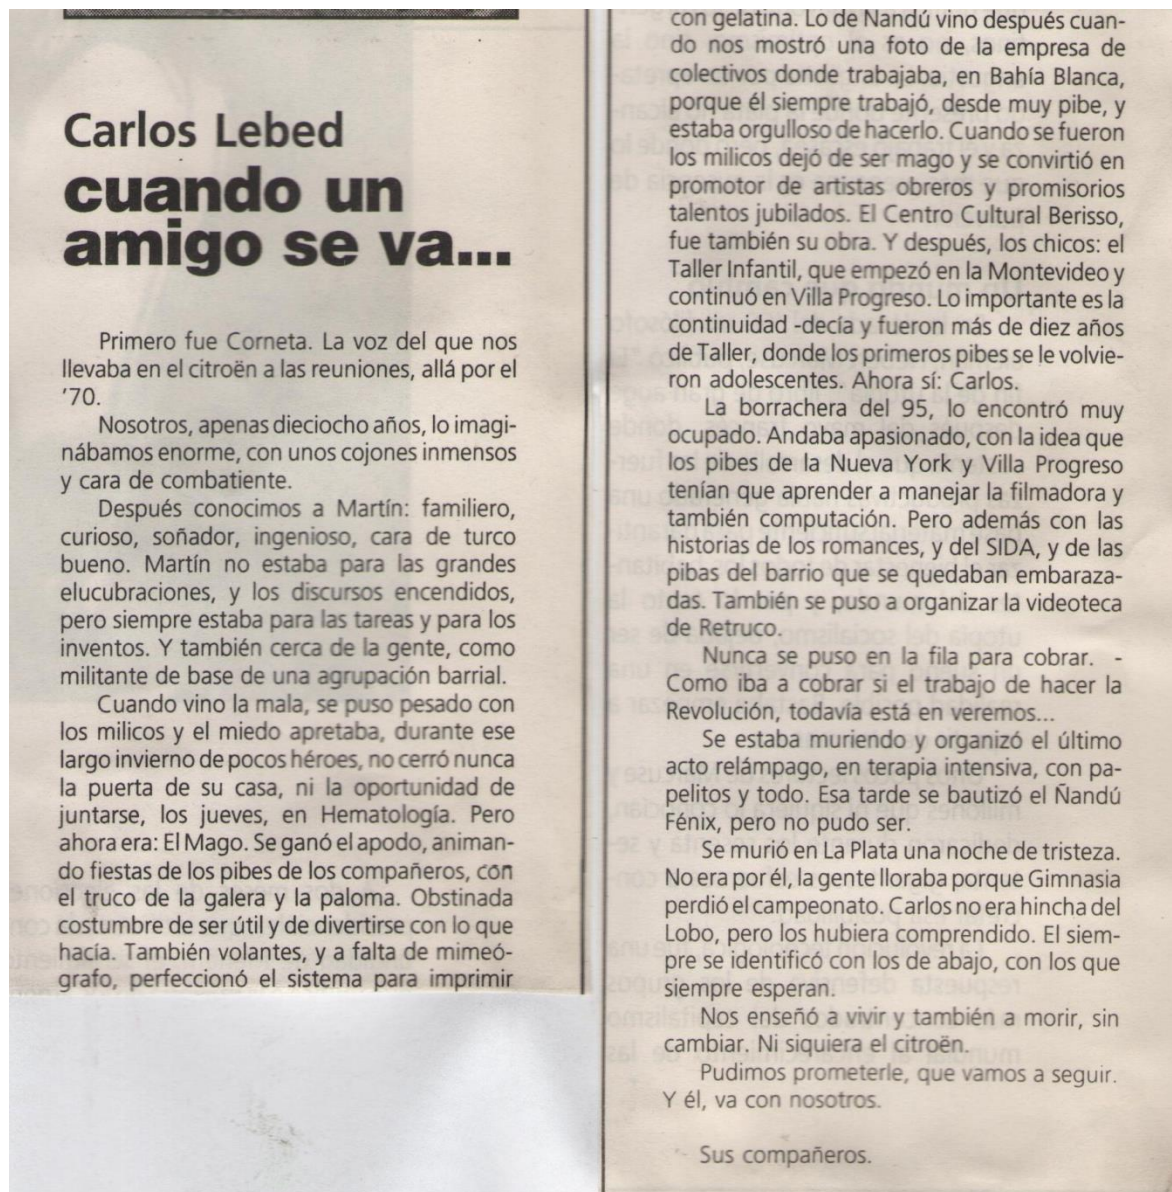 Carlos Lebed
cuando un
amigo se va...
Primero fue Corneta. La voz del que nos
llevaba en el citroën a las reuniones, allá por el
'70.
Nosotros, apenas dieciocho años, lo imagi-
nábamos enorme, con unos cojones inmensos
y cara de combatiente.
Después conocimos a Martín: familiero,
curioso, soñador, ingenioso, cara de turco
bueno. Martín no estaba para las grandes
elucubraciones, y los discursos encendidos,
pero siempre estaba para las tareas y para los
inventos. Y también cerca de la gente, como
militante de base de una agrupación barrial.
Cuando vino la mala, se puso pesado con
los milicos y el miedo apretaba, durante ese
largo invierno de pocos héroes, no cerró nunca
la puerta de su casa, ni la oportunidad de
juntarse, los jueves, en Hematología. Pero
ahora era: El Mago. Se ganó el apodo, animan-
do fiestas de los pibes de los compañeros, con
el truco de la galera y la paloma. Obstinada
costumbre de ser útil y de divertirse con lo que
hacía. También volantes, y a falta de mimeó-
grafo, perfeccionó el sistema para imprimir
con gelatina. Lo de Ñandú vino después cuan-
do nos mostró una foto de la empresa de
colectivos donde trabajaba, en Bahía Blanca,
porque él siempre trabajó, desde muy pibe, y
estaba orgulloso de hacerlo. Cuando se fueron
los milicos dejó de ser mago y se convirtió en
promotor de artistas obreros y promisorios
talentos jubilados. El Centro Cultural Berisso,
fue también su obra. Y después, los chicos: el
Taller Infantil, que empezó en la Montevideo y
continuó en Villa Progreso. Lo importante es la
continuidad -decía y fueron más de diez años
de Taller, donde los primeros pibes se le volvie-
ron adolescentes. Ahora sí: Carlos.
La borrachera del 95, lo encontró muy
ocupado. Andaba apasionado, con la idea que
los pibes de la Nueva York y Villa Progreso
tenían que aprender a manejar la filmadora y
también computación. Pero además con las
historias de los romances, y del SIDA, y de las
pibas del barrio que se quedaban embaraza-
das. También se puso a organizar la videoteca
de Retruco.
Nunca se puso en la fila para cobrar. -
Como iba a cobrar si el trabajo de hacer la
Revolución, todavía está en veremos...
Se estaba muriendo y organizó el último
acto relámpago, en terapia intensiva, con pa-
pelitos y todo. Esa tarde se bautizó el Ñandú
Fénix, pero no pudo ser.
Se murió en La Plata una noche de tristeza.
No era por él, la gente lloraba porque Gimnasia
perdió el campeonato. Carlos no era hincha del
Lobo, pero los hubiera comprendido. El siem-
pre se identificó con los de abajo, con los que
siempre esperan.
Nos enseñó a vivir y también a morir, sin
cambiar. Ni siquiera el citroën.
Pudimos prometerle, que vamos a seguir.
Y él, va con nosotros.
Sus compañeros.